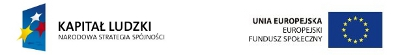 KAPITAŁ LUDZKI
NARODOWA STRATEGIA SPÓJNOŚCI
UNIA EUROPEJSKA
EUROPEJSKI
FUNDUSZ SPOŁECZNY